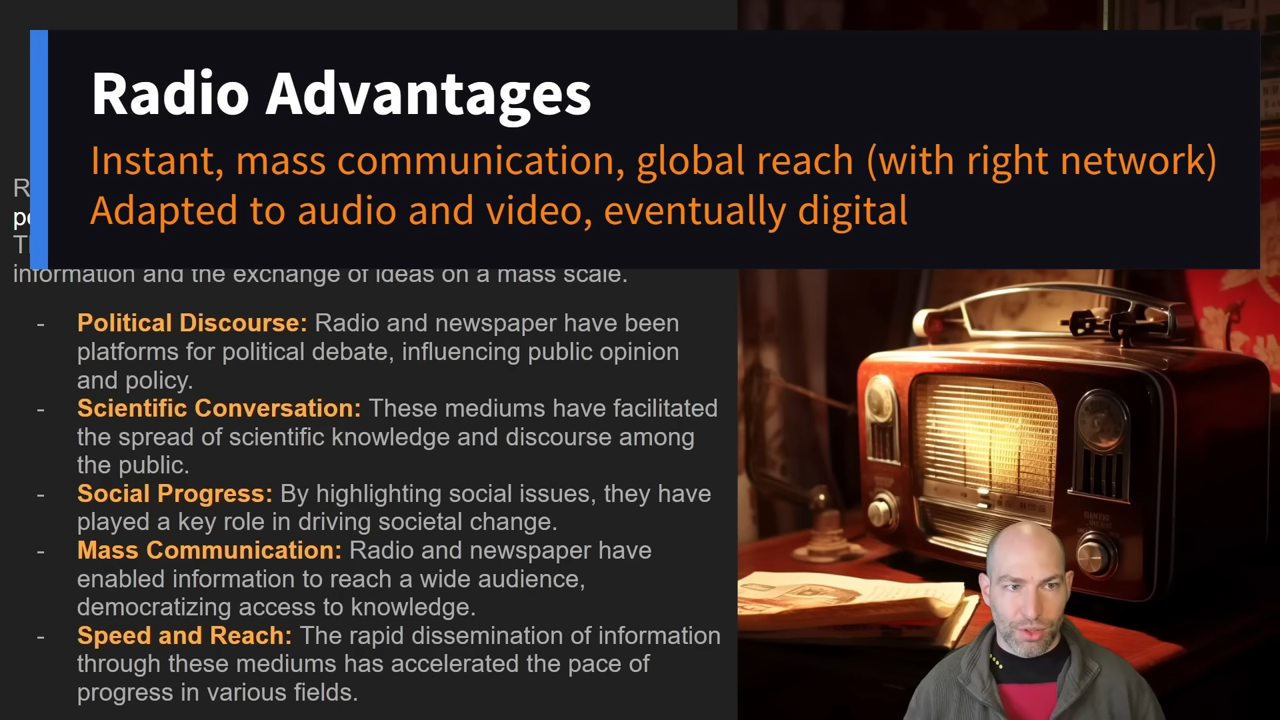 Radio Advantages
Instant, mass communication, global reach (with right network)
Adapted to audio and video, eventually digital
information and the exchange of ideas on a mass scale.
- Political Discourse: Radio and newspaper have been
platforms for political debate, influencing public opinion
and policy.
- Scientific Conversation: These mediums have facilitated
the spread of scientific knowledge and discourse among
the public.
- Social Progress: By highlighting social issues, they have
played a key role in driving societal change.
- Mass Communication: Radio and newspaper have
enabled information to reach a wide audience,
democratizing access to knowledge.
- Speed and Reach: The rapid dissemination of information
through these mediums has accelerated the pace of
progress in various fields.